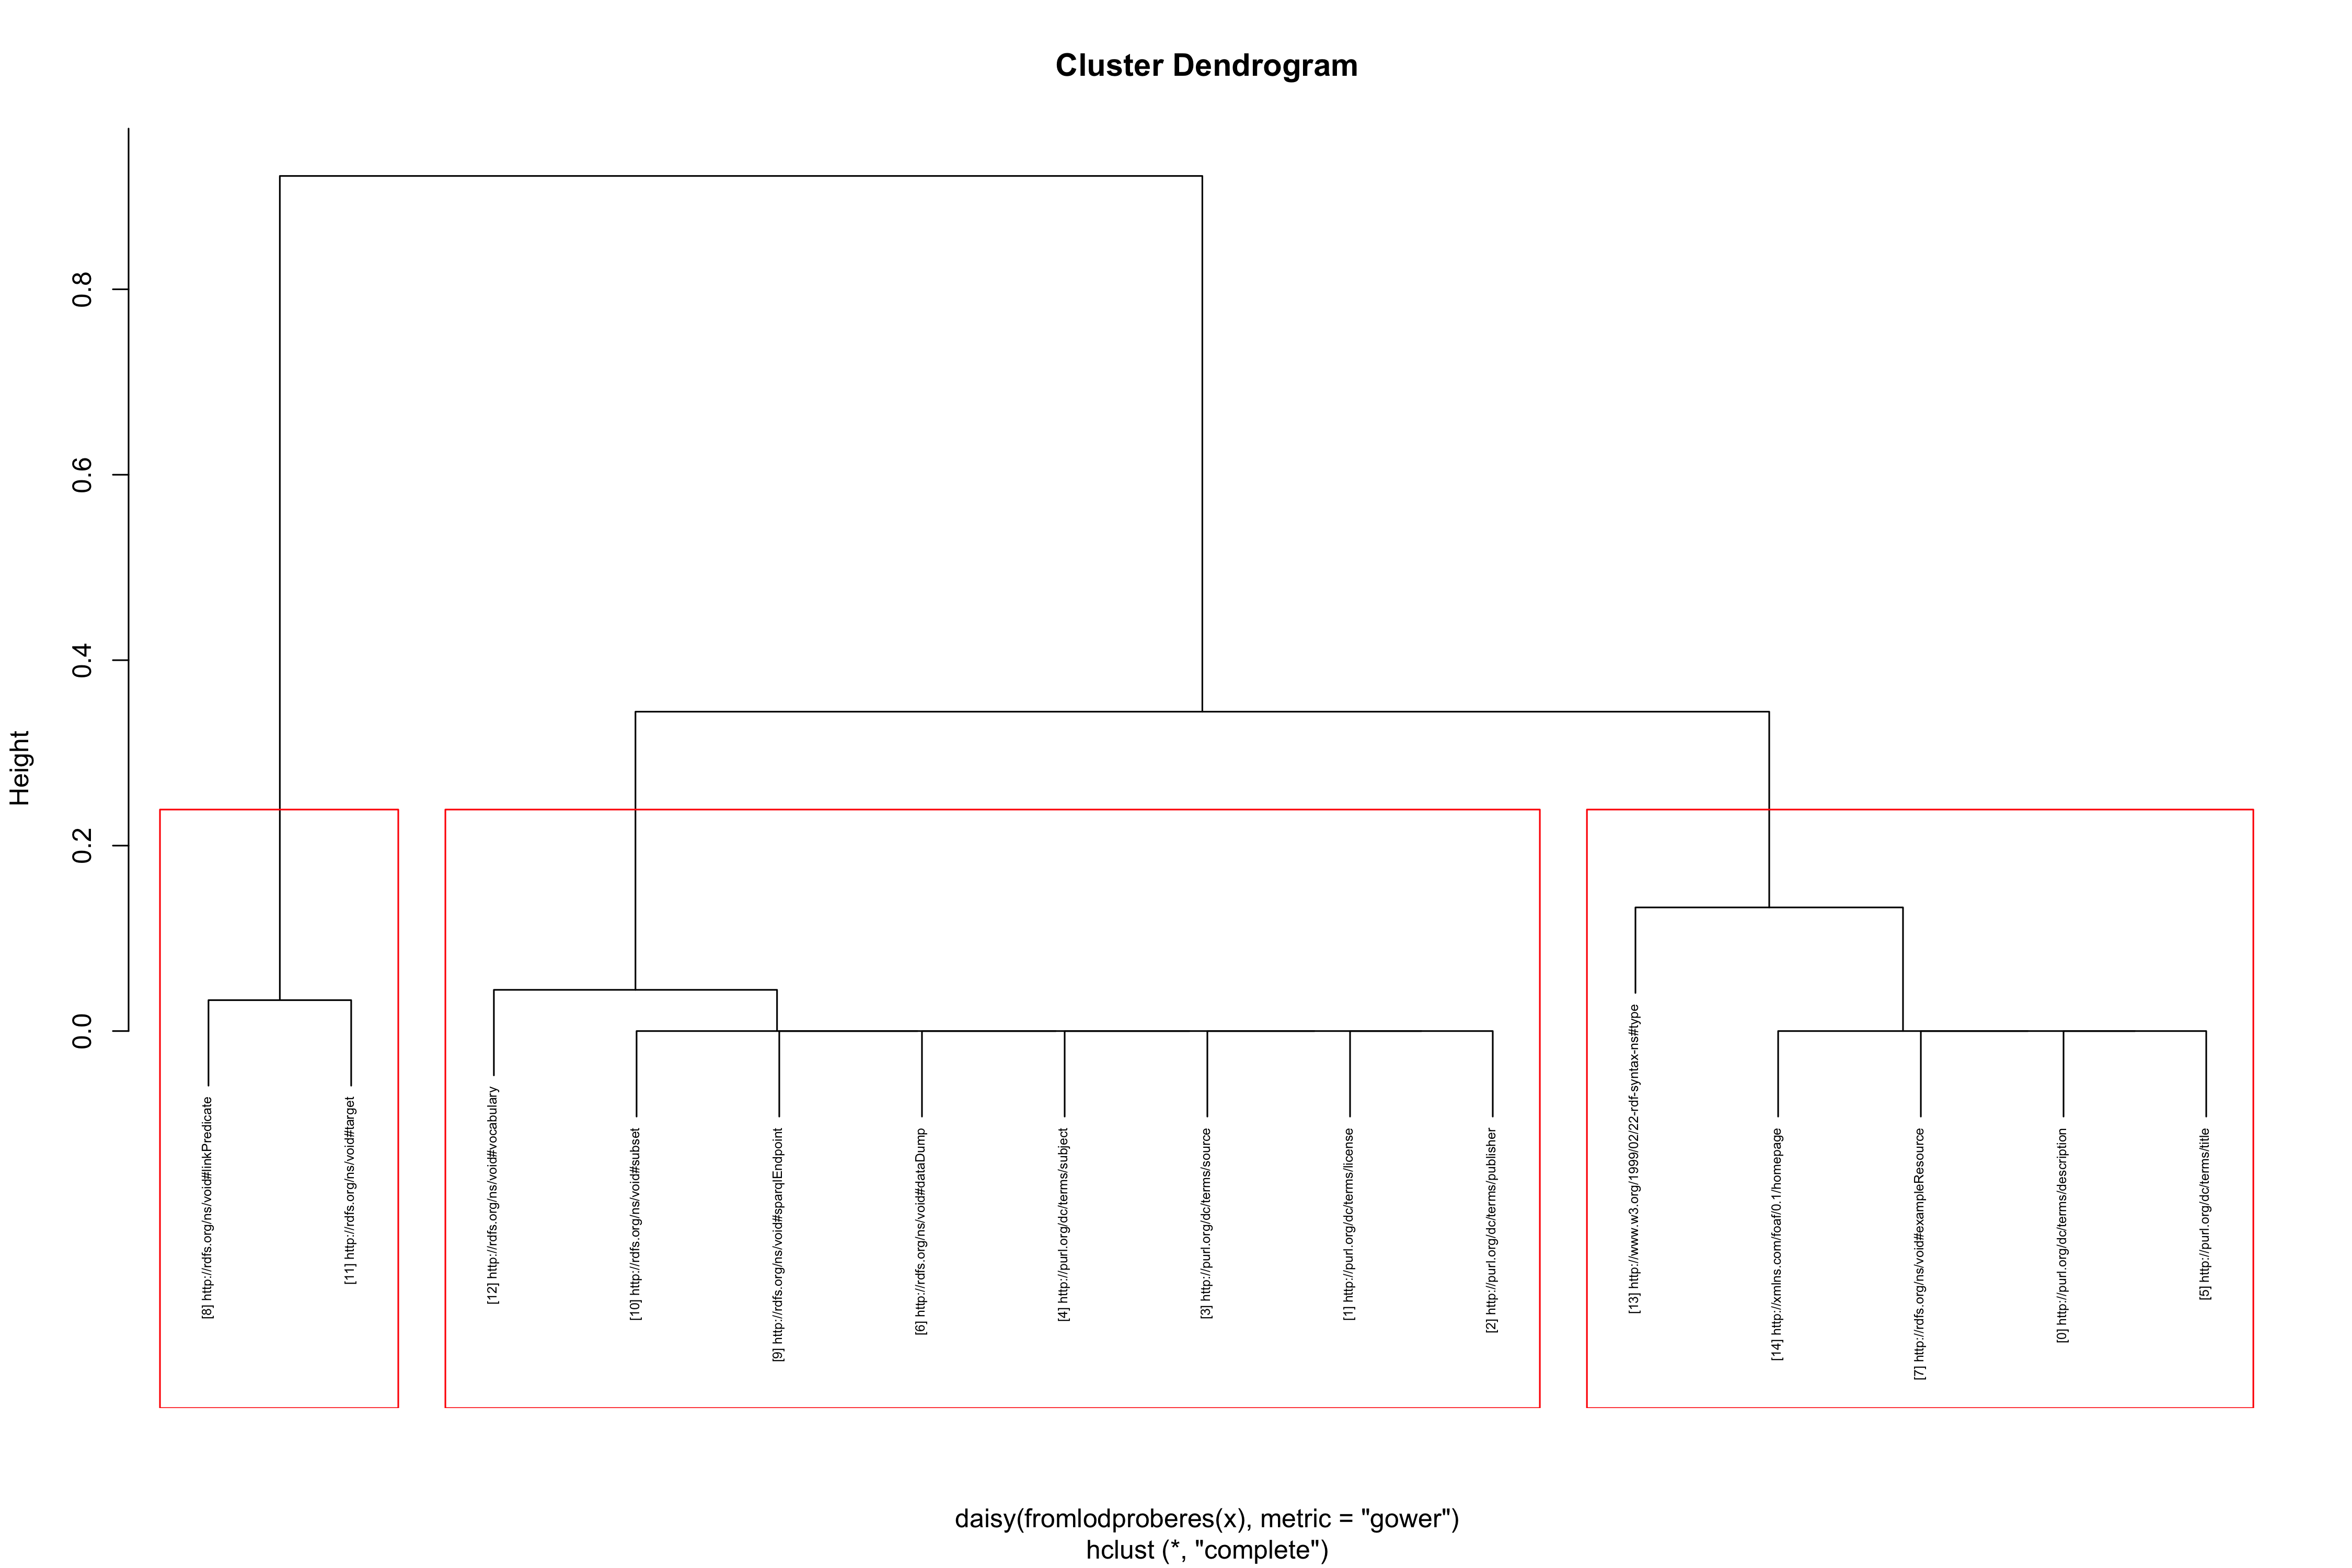 Cluster Dendrogram
Height
0.8
0.6
0.4
0.2
0.0
[8] http://rdfs.org/ns/void#linkPredicate
[11] http://rdfs.org/ns/void#target
[12] http://rdfs.org/ns/void#vocabulary
[10] http://rdfs.org/ns/void#subset
[9] http://rdfs.org/ns/void#sparqlEndpoint
[6] http://rdfs.org/ns/void#dataDump
[4] http://purl.org/dc/terms/subject
[3] http://purl.org/dc/terms/source
[1] http://purl.org/dc/terms/license
[2] http://purl.org/dc/terms/publisher
[13] http://www.w3.org/1999/02/22-rdf-syntax-ns#type
[14] http://xmlns.com/foaf/0.1/homepage
[7] http://rdfs.org/ns/void#exampleResource
[0] http://purl.org/dc/terms/description
[5] http://purl.org/dc/terms/title
daisy(fromlodproberes(x), metric = "gower")
hclust (*, "complete")